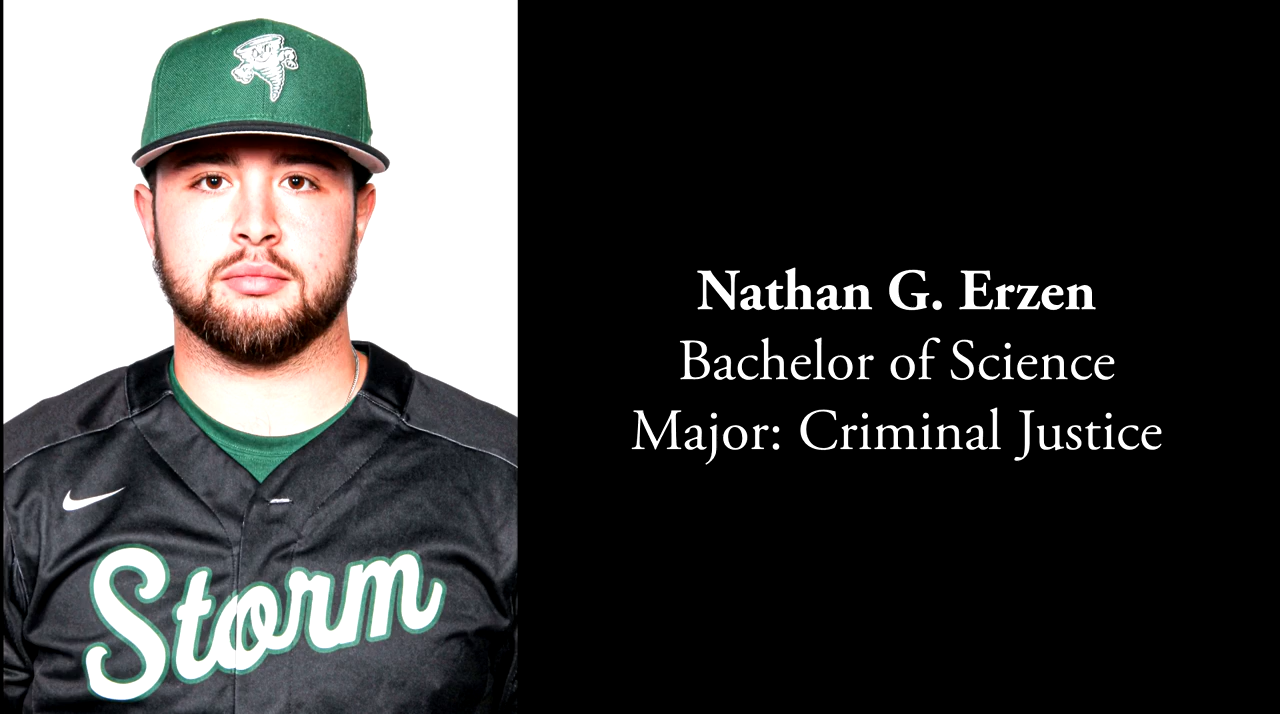 Storm
Nathan G. Erzen
Bachelor of Science
Major: Criminal Justice